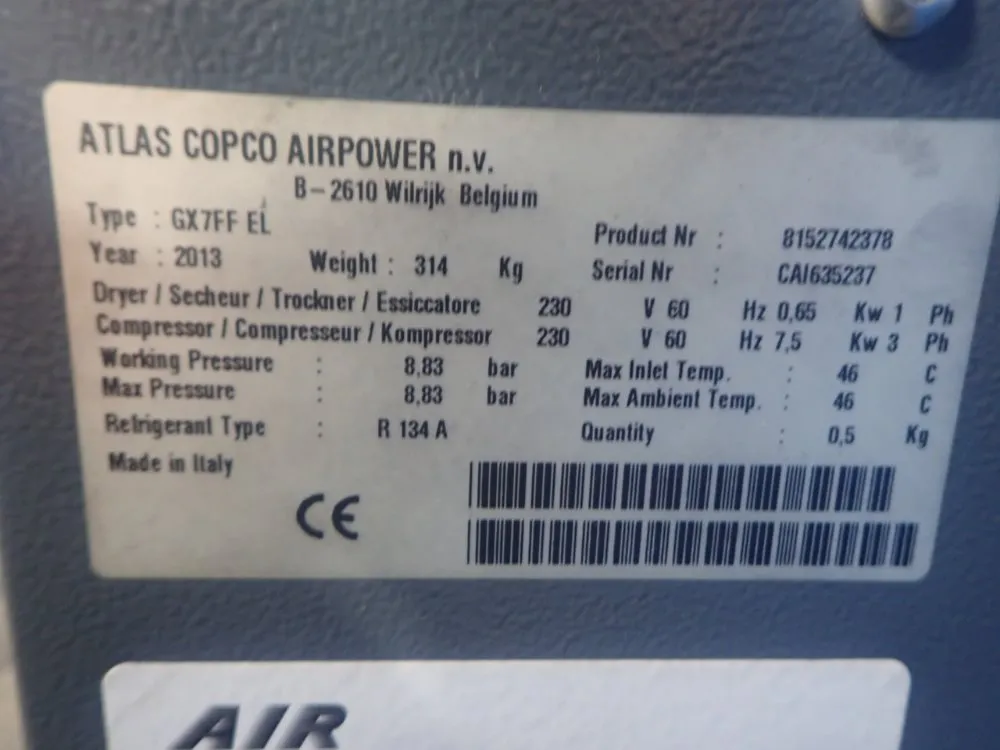 ATLAS COPCO AIRPOWER n.v.
B-2610 Wilrijk Belgium
Type : GX7FF EL
Product Nr : 8152742378
Year : 2013 Weight : 314 Kg
Serial Nr : CAI635237
Dryer / Secheur / Trockner / Essiccatore 230 V 60 Hz 0,65 Kw 1 Ph
Compressor / Compresseur / Kompressor 230 V 60 Hz 7,5 Kw 3 Ph
Working Pressure : 8,83 bar Max Inlet Temp. : 46 C
Max Pressure : 8,83 bar Max Ambient Temp. : 46 C
Refrigerant Type : R 134 A Quantity : 0,5 Kg
Made in Italy
CE
AIR